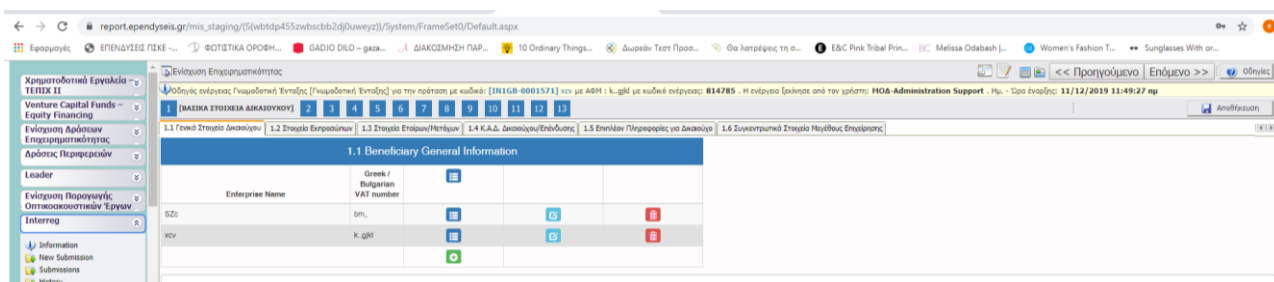 report.ependyseis.gr/mis_staging/(S(wbtdp455zwbscbb2dj0uweyz))/System/FrameSet0/Default.aspx
Εφαρμογές ΕΠΕΝΔΥΣΕΙΣ ΠΣΚΕ -... ΦΩΤΙΣΤΙΚΑ ΟΡΟΦΗ... GADJO DILO – gaza... ΔΙΑΚΟΣΜΗΣΗ ΠΑΡ... 10 Ordinary Things... Δωρεάν Τεστ Προσ... Θα λατρέψεις τη σ... E&C Pink Tribal Prin... Melissa Odabash |... Women's Fashion T... Sunglasses With or...
Χρηματοδοτικά Εργαλεία –
ΤΕΠΙΧ ΙΙ
Venture Capital Funds –
Equity Financing
Ενίσχυση Δράσεων
Επιχειρηματικότητας
Δράσεις Περιφερειών
Leader
Ενίσχυση Παραγωγής
Οπτικοακουστικών Έργων
Interreg
Information
New Submission
Submissions
History
Ενίσχυση Επιχειρηματικότητας
<< Προηγούμενο Επόμενο >> Οδηγίες
Οδηγός ενέργειας Γνωμοδοτική Ένταξης [Γνωμοδοτική Ένταξης] για την πρόταση με κωδικό: [IN1GB-0001571] xcv με ΑΦΜ : k..gjkl με κωδικό ενέργειας: 814785 . Η ενέργεια ξεκίνησε από τον χρήστη: ΜΟΔ-Administration Support . Ημ. - Ώρα έναρξης: 11/12/2019 11:49:27 πμ
1 [ΒΑΣΙΚΑ ΣΤΟΙΧΕΙΑ ΔΙΚΑΙΟΥΧΟΥ] 2 3 4 5 6 7 8 9 10 11 12 13
Αποθήκευση
1.1 Γενικά Στοιχεία Δικαιούχου 1.2 Στοιχεία Εκπροσώπων 1.3 Στοιχεία Εταίρων/Μετόχων 1.4 Κ.Α.Δ. Δικαιούχου/Επένδυσης 1.5 Επιπλέον Πληροφορίες για Δικαιούχο 1.6 Συγκεντρωτικά Στοιχεία Μεγέθους Επιχείρησης
1.1 Beneficiary General Information
Enterprise Name
Greek /
Bulgarian
VAT number
bm,.
xcv k..gjkl